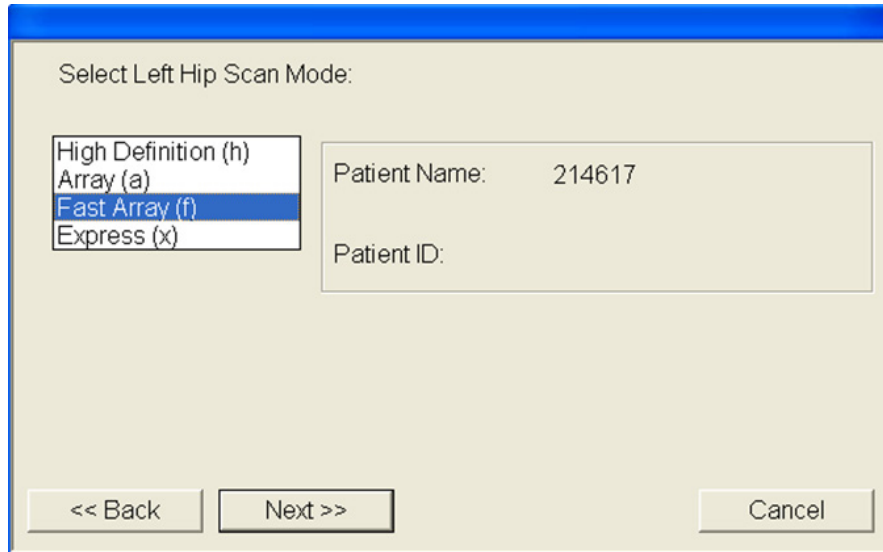 Select Left Hip Scan Mode:
High Definition (h)
Array (a)
Fast Array (f)
Express (x)
Patient Name: 214617
Patient ID:
<< Back
Next >>
Cancel